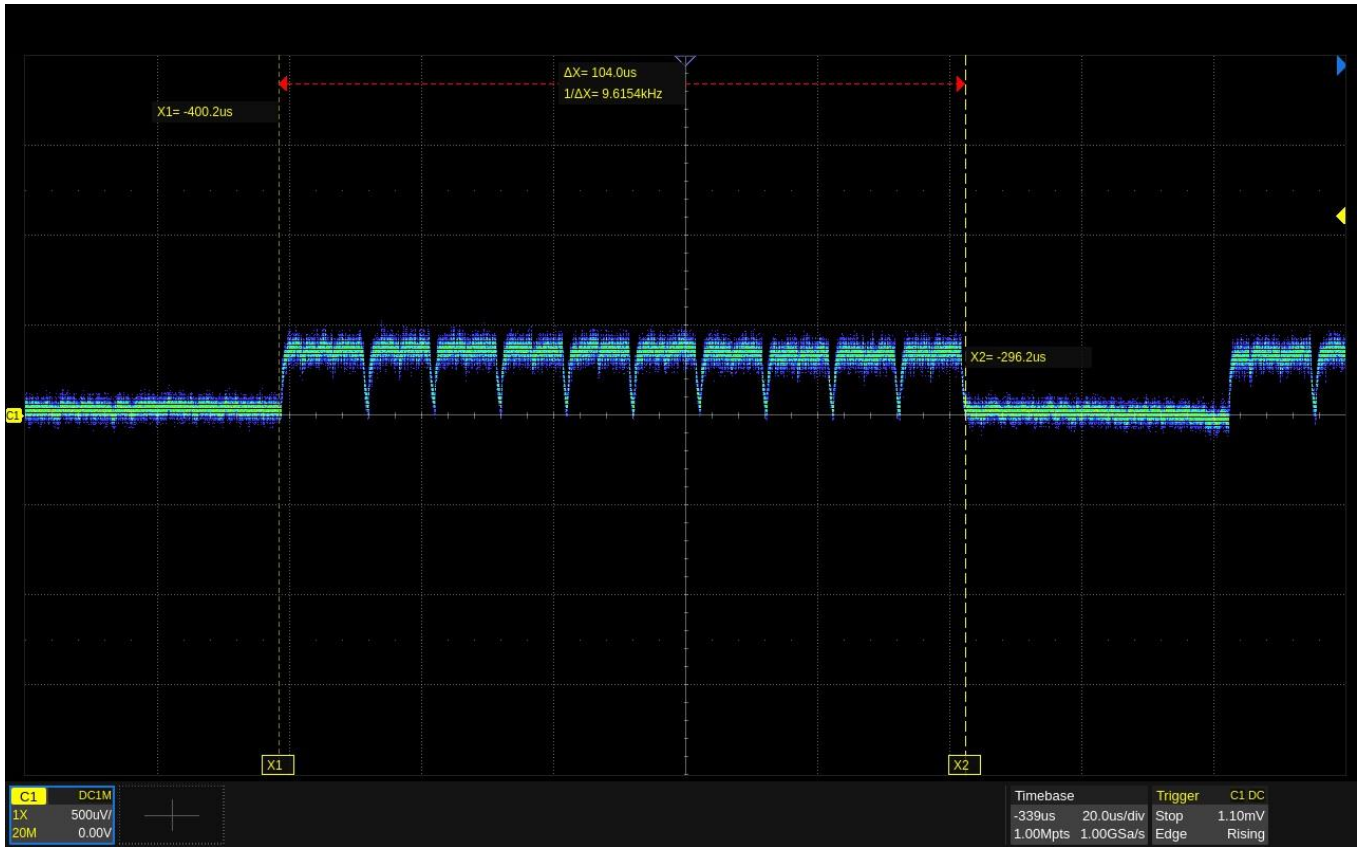 ΔX= 104.0us
1/ΔX= 9.6154kHz
X1= -400.2us
X2= -296.2us
C1
X1
X2
C1 DC1M
1X 500uV/
20M 0.00V
Timebase
-339us 20.0us/div
1.00Mpts 1.00GSa/s
Trigger C1 DC
Stop 1.10mV
Edge Rising